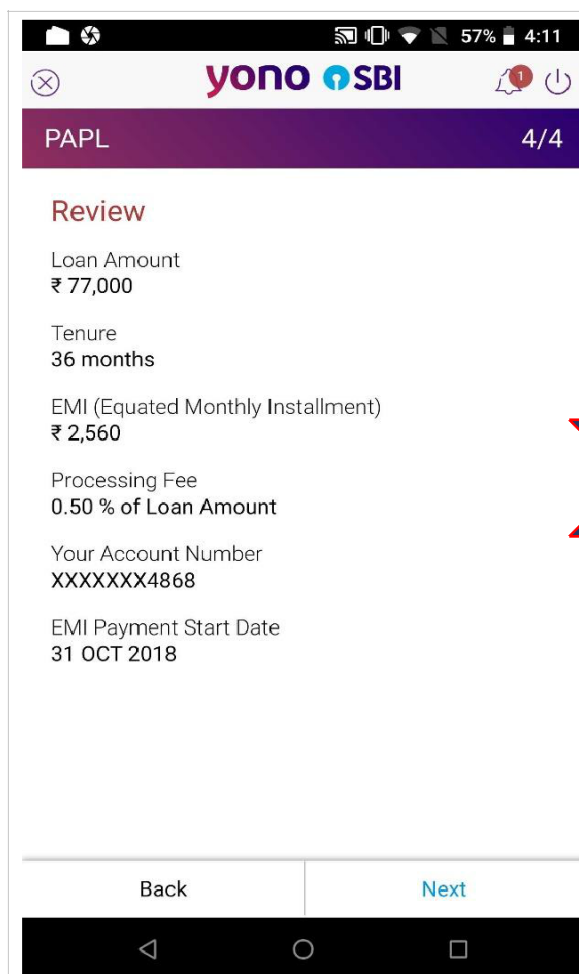 57% 4:11
yono SBI
1
PAPL 4/4
Review
Loan Amount
₹ 77,000
Tenure
36 months
EMI (Equated Monthly Installment)
₹ 2,560
Processing Fee
0.50 % of Loan Amount
Your Account Number
XXXXXXX4868
EMI Payment Start Date
31 OCT 2018
Back Next